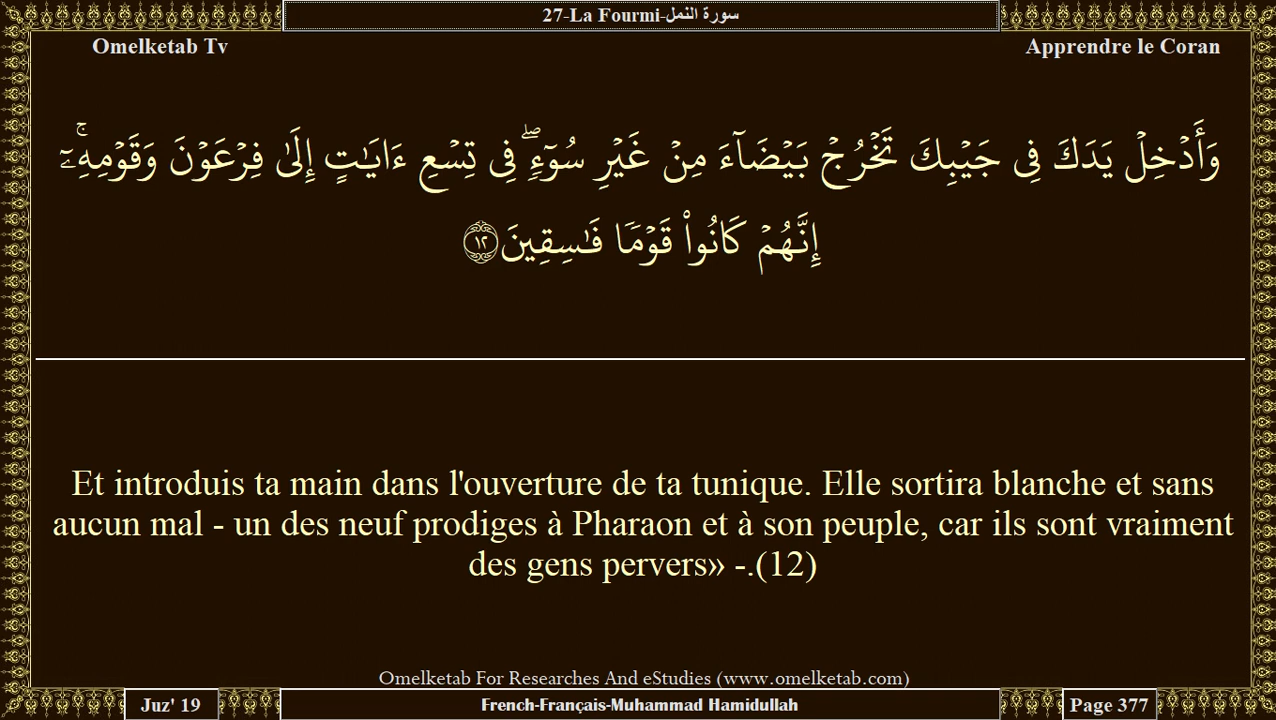 27-La Fourmi-سورة النمل
Omelketab Tv
Apprendre le Coran
وَأَدۡخِلۡ يَدَكَ فِي جَيۡبِكَ تَخۡرُجۡ بَيۡضَآءَ مِنۡ غَيۡرِ سُوٓءٖۖ فِي تِسۡعِ ءَايَٰتٍ إِلَىٰ فِرۡعَوۡنَ وَقَوۡمِهِۦٓۚ
إِنَّهُمۡ كَانُواْ قَوۡمٗا فَٰسِقِينَ ١٢
Et introduis ta main dans l'ouverture de ta tunique. Elle sortira blanche et sans
aucun mal - un des neuf prodiges à Pharaon et à son peuple, car ils sont vraiment
des gens pervers» -.(12)
Omelketab For Researches And eStudies (www.omelketab.com)
Juz' 19
French-Français-Muhammad Hamidullah
Page 377